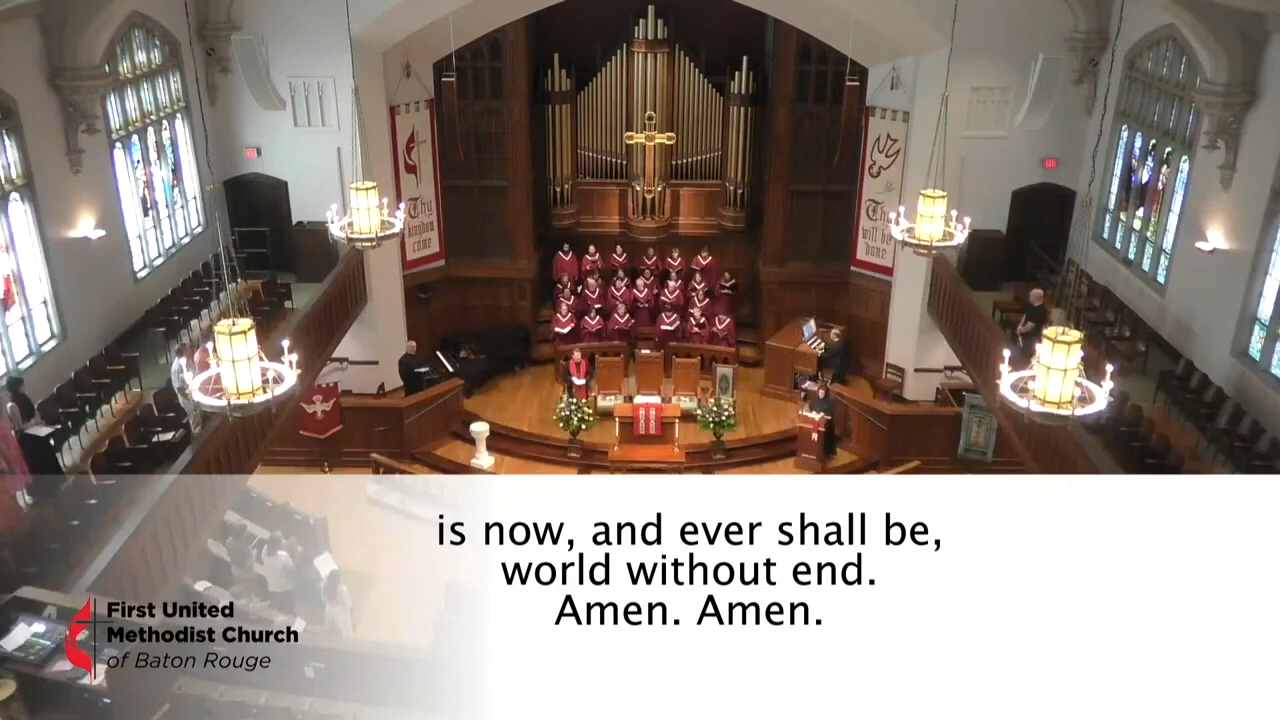 Thy
kingdom
come
Thy
will be
done
is now, and ever shall be,
world without end.
Amen. Amen.
First United
Methodist Church
of Baton Rouge